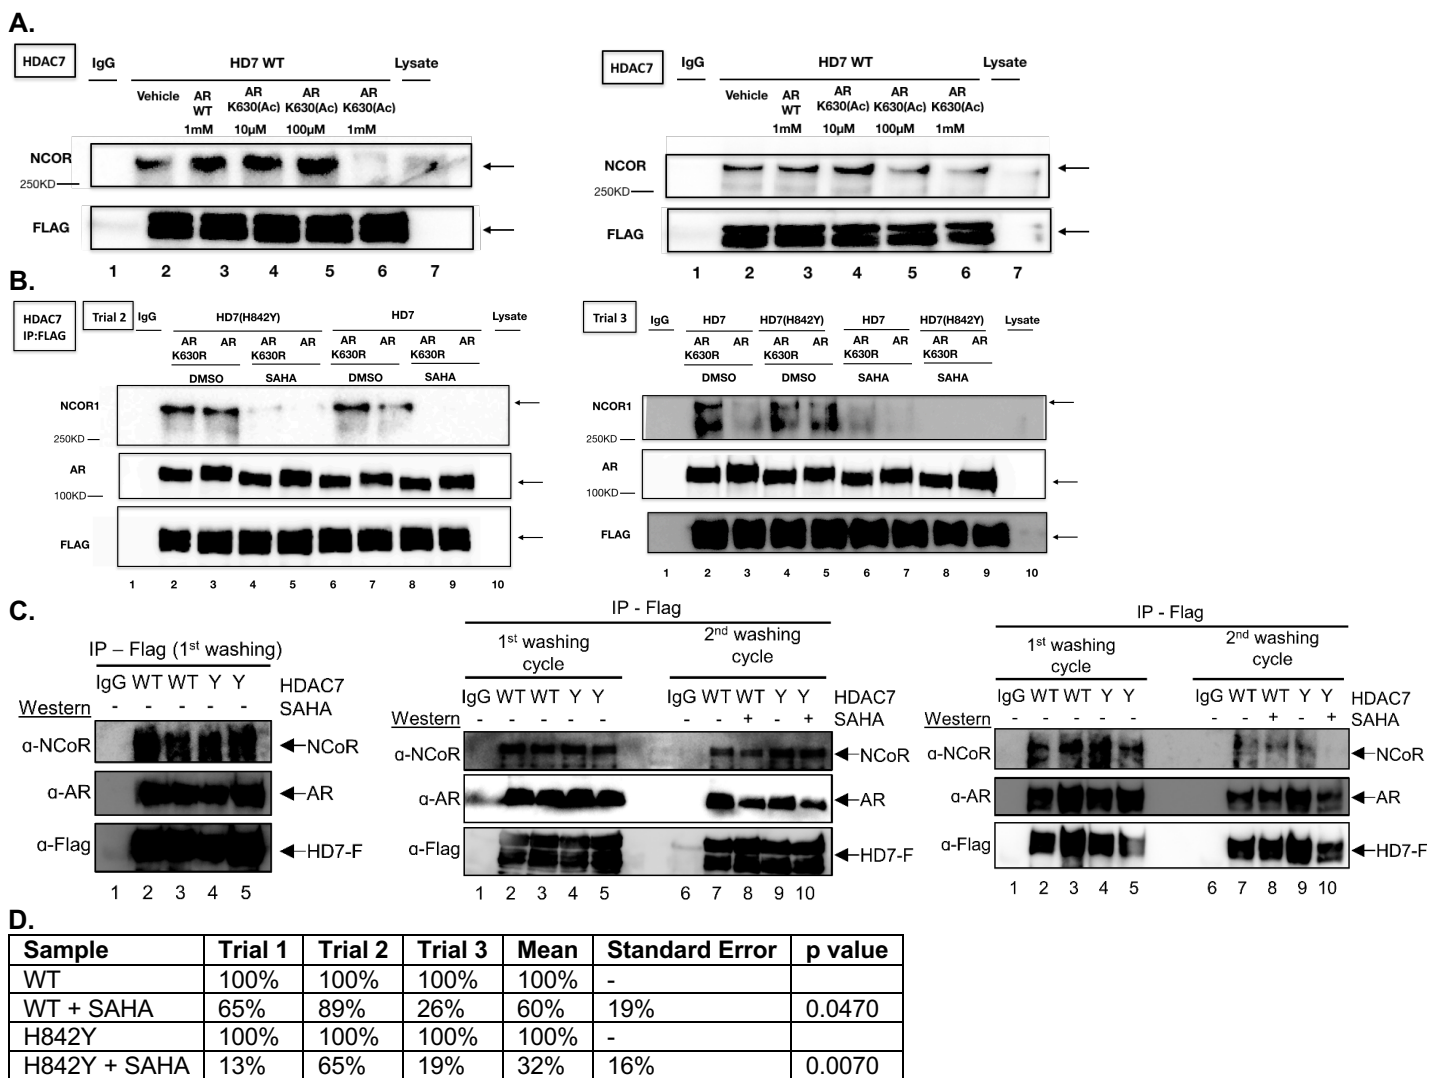 A.
HDAC7 IgG HD7 WT Lysate
Vehicle AR WT 1mM AR K630(Ac) 10µM AR K630(Ac) 100µM AR K630(Ac) 1mM
NCOR
250KD
FLAG
1 2 3 4 5 6 7
HDAC7 IgG HD7 WT Lysate
Vehicle AR WT 1mM AR K630(Ac) 10µM AR K630(Ac) 100µM AR K630(Ac) 1mM
NCOR
250KD
FLAG
1 2 3 4 5 6 7
B.
HDAC7 IP:FLAG
Trial 2 IgG HD7(H842Y) HD7 Lysate
AR K630R AR AR K630R AR AR K630R AR AR K630R AR
DMSO SAHA DMSO SAHA
NCOR1
250KD
AR
100KD
FLAG
1 2 3 4 5 6 7 8 9 10
Trial 3 IgG HD7 HD7(H842Y) HD7 HD7(H842Y) Lysate
AR K630R AR AR K630R AR AR K630R AR AR K630R AR
DMSO DMSO SAHA SAHA
NCOR1
250KD
AR
100KD
FLAG
1 2 3 4 5 6 7 8 9 10
C.
IP – Flag (1st washing)
IgG WT WT Y Y HDAC7
Western - - - - - SAHA
α-NCoR NCoR
α-AR AR
α-Flag HD7-F
1 2 3 4 5
IP - Flag
1st washing cycle 2nd washing cycle
IgG WT WT Y Y IgG WT WT Y Y HDAC7
Western - - - - - - - + - + SAHA
α-NCoR NCoR
α-AR AR
α-Flag HD7-F
1 2 3 4 5 6 7 8 9 10
IP - Flag
1st washing cycle 2nd washing cycle
IgG WT WT Y Y IgG WT WT Y Y HDAC7
Western - - - - - - - + - + SAHA
α-NCoR NCoR
α-AR AR
α-Flag HD7-F
1 2 3 4 5 6 7 8 9 10
D.
Sample Trial 1 Trial 2 Trial 3 Mean Standard Error p value
WT 100% 100% 100% 100% -
WT + SAHA 65% 89% 26% 60% 19% 0.0470
H842Y 100% 100% 100% 100% -
H842Y + SAHA 13% 65% 19% 32% 16% 0.0070